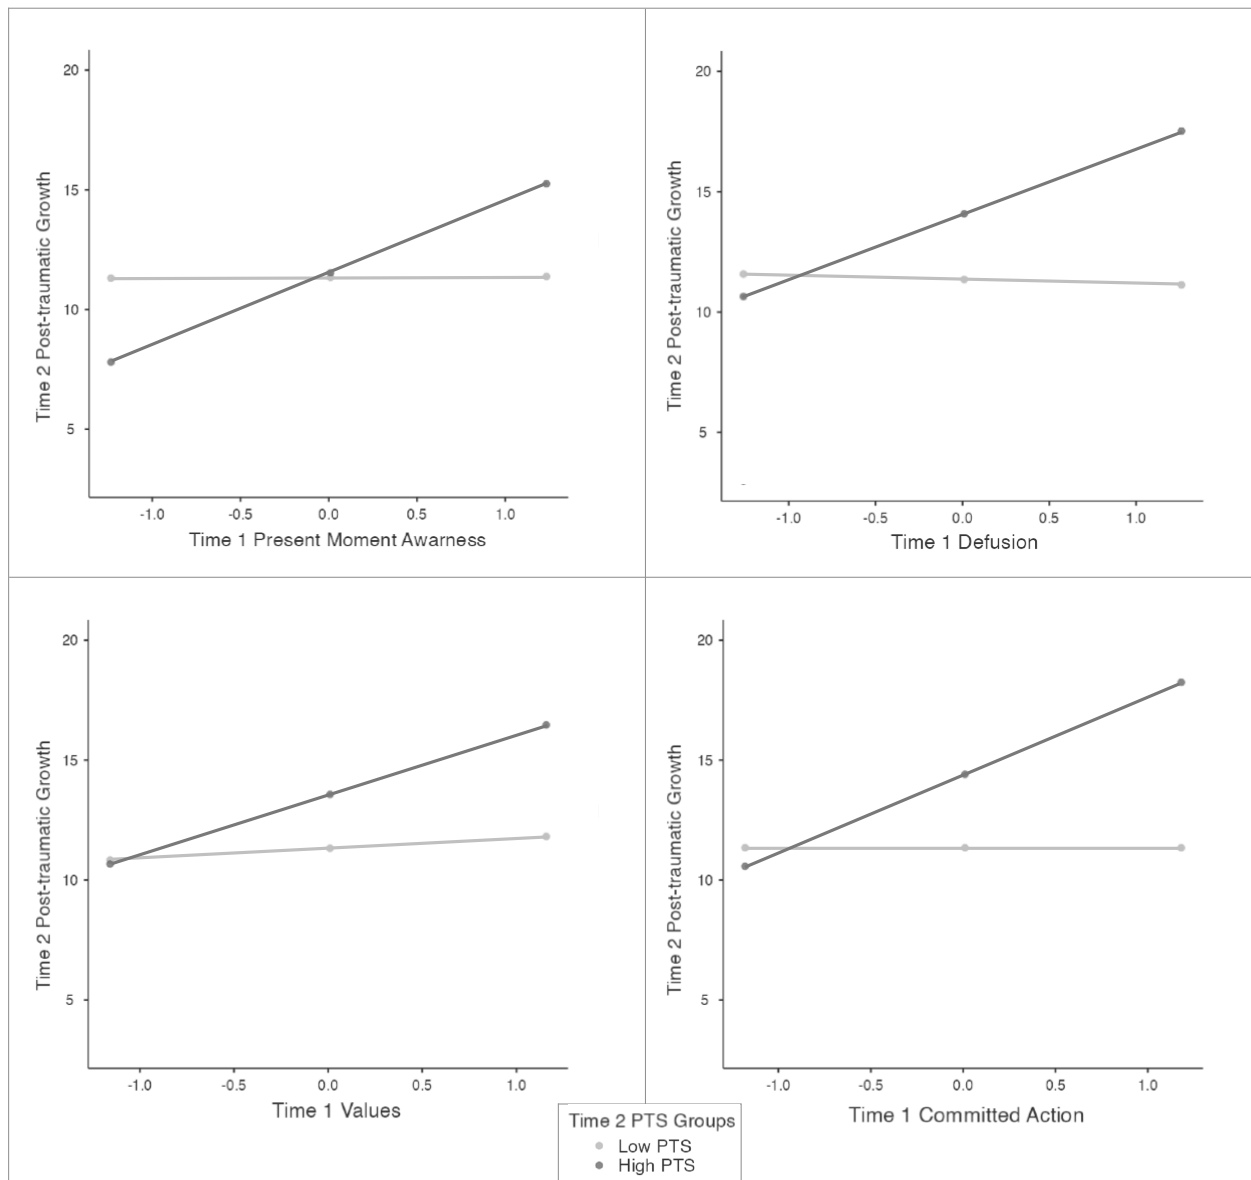 20
15
10
5
Time 2 Post-traumatic Growth
-1.0 -0.5 0.0 0.5 1.0
Time 1 Present Moment Awarness
20
15
10
5
Time 2 Post-traumatic Growth
-1.0 -0.5 0.0 0.5 1.0
Time 1 Defusion
20
15
10
5
Time 2 Post-traumatic Growth
-1.0 -0.5 0.0 0.5 1.0
Time 1 Values
20
15
10
5
Time 2 Post-traumatic Growth
-1.0 -0.5 0.0 0.5 1.0
Time 1 Committed Action
Time 2 PTS Groups
Low PTS
High PTS